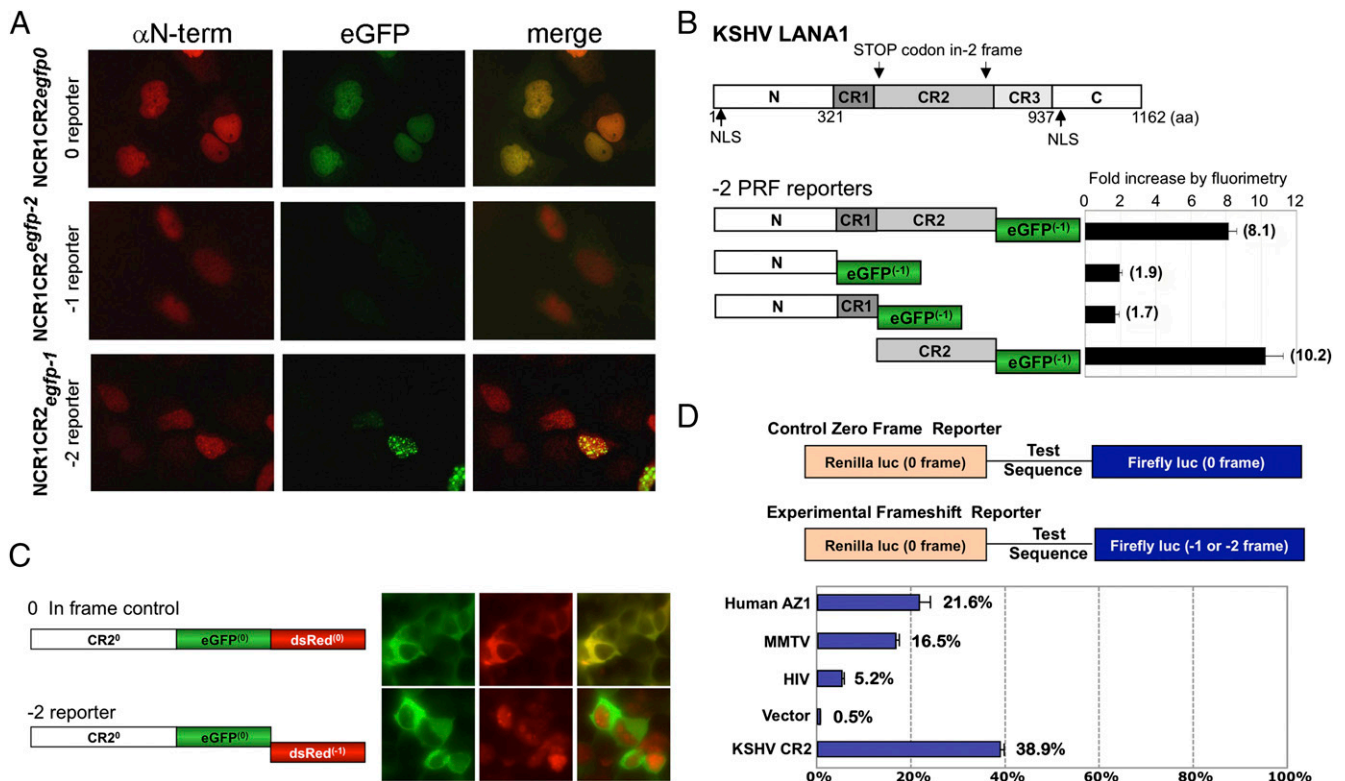 A
αN-term eGFP merge
NCR1CR2egfp0
0 reporter
NCR1CR2egfp-2
-1 reporter
NCR1CR2egfp-1
-2 reporter
B
KSHV LANA1
STOP codon in-2 frame
N CR1 CR2 CR3 C
1 321 937 1162 (aa)
NLS NLS
-2 PRF reporters
Fold increase by fluorimetry
0 2 4 6 8 10 12
N CR1 CR2 eGFP(-1) (8.1)
N eGFP(-1) (1.9)
N CR1 eGFP(-1) (1.7)
CR2 eGFP(-1) (10.2)
C
0 In frame control
CR2⁰ eGFP(0) dsRed(0)
-2 reporter
CR2⁰ eGFP(0) dsRed(-1)
D
Control Zero Frame Reporter
Renilla luc (0 frame) Test Sequence Firefly luc (0 frame)
Experimental Frameshift Reporter
Renilla luc (0 frame) Test Sequence Firefly luc (-1 or -2 frame)
Human AZ1 21.6%
MMTV 16.5%
HIV 5.2%
Vector 0.5%
KSHV CR2 38.9%
0% 20% 40% 60% 80% 100%